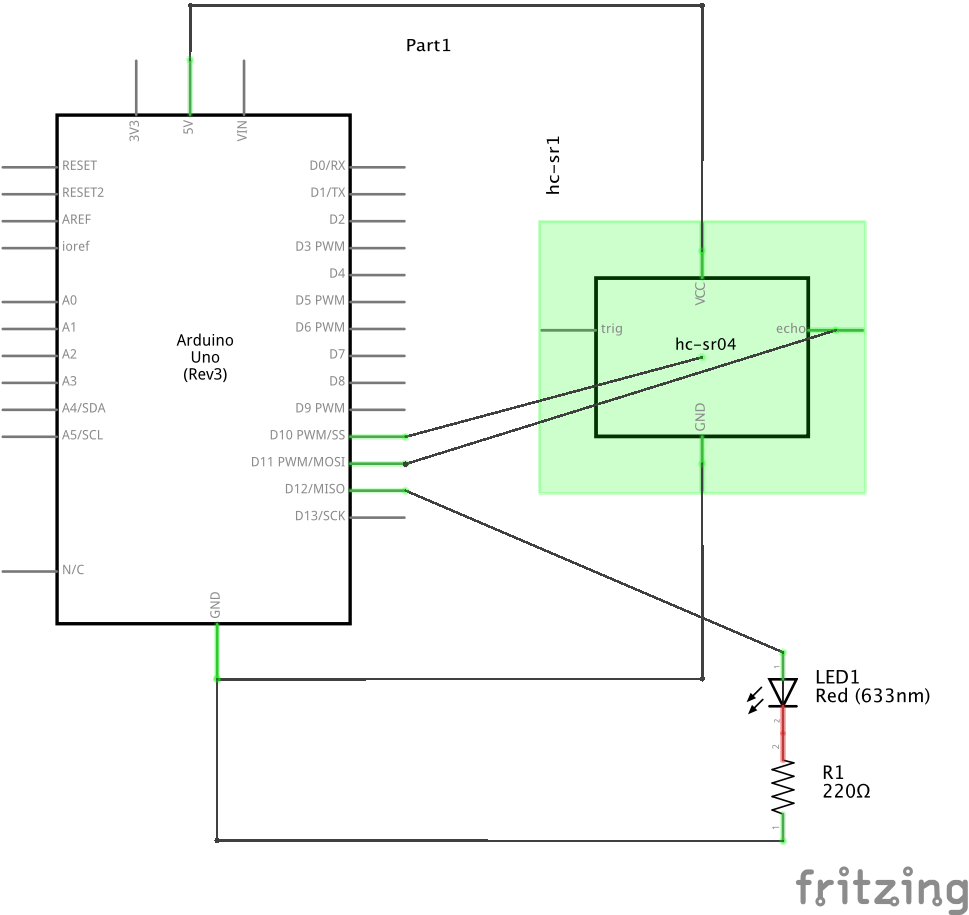 Part1
3V3
5V
VIN
hc-sr1
RESET
RESET2
AREF
ioref
A0
A1
A2
A3
A4/SDA
A5/SCL
N/C
Arduino
Uno
(Rev3)
D0/RX
D1/TX
D2
D3 PWM
D4
D5 PWM
D6 PWM
D7
D8
D9 PWM
D10 PWM/SS
D11 PWM/MOSI
D12/MISO
D13/SCK
GND
VCC
trig
echo
hc-sr04
GND
1
LED1
Red (633nm)
2
2
R1
220Ω
1
fritzing